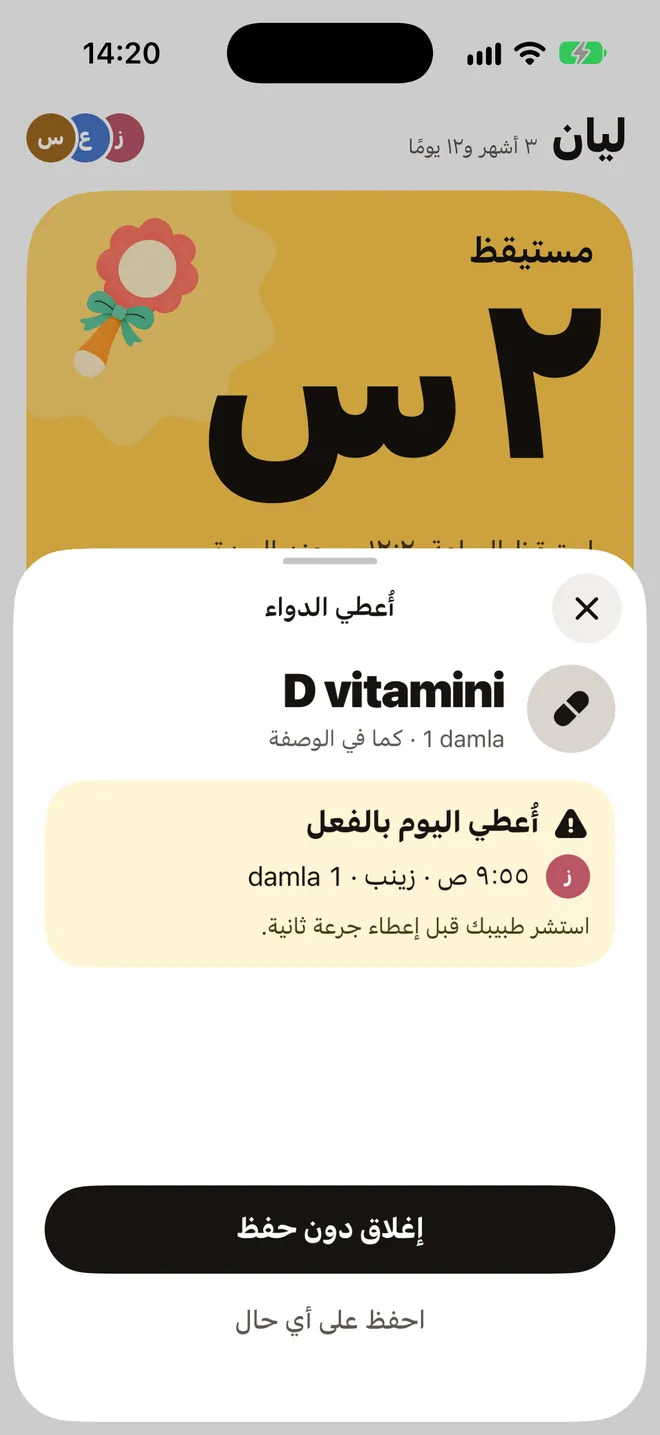 14:20
ليان ٣ أشهر و١٢ يومًا
ز ع س
مستيقظ
٢ س
أُعطي الدواء
D vitamini
1 damla · كما في الوصفة
أُعطي اليوم بالفعل
ز ٩:٥٥ ص · زينب · 1 damla
استشر طبيبك قبل إعطاء جرعة ثانية.
إغلاق دون حفظ
احفظ على أي حال